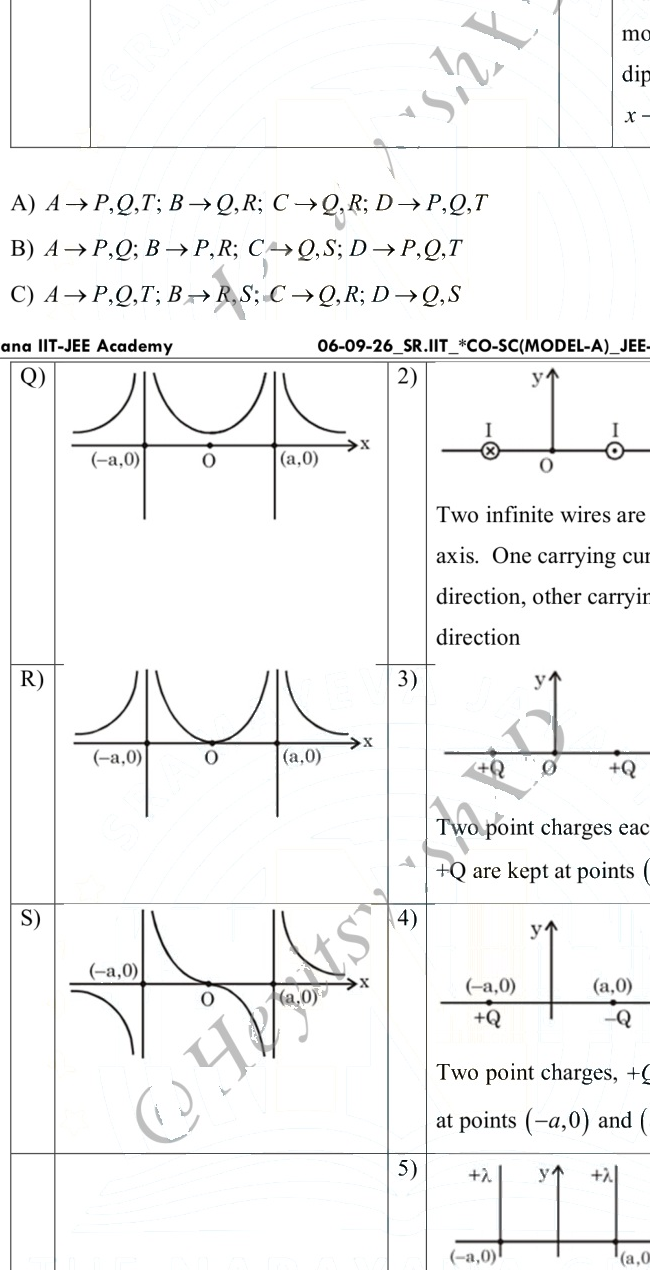 mo
dip
x –
A) A → P,Q,T; B → Q,R; C → Q,R; D → P,Q,T
B) A → P,Q; B → P,R; C → Q,S; D → P,Q,T
C) A → P,Q,T; B → R,S; C → Q,R; D → Q,S
ana IIT-JEE Academy 06-09-26_SR.IIT_*CO-SC(MODEL-A)_JEE-
Q)
(–a,0) O (a,0) x
2)
y
I I
O
Two infinite wires are
axis. One carrying cur
direction, other carryin
direction
R)
(–a,0) O (a,0) x
3)
y
+Q O +Q
Two point charges eac
+Q are kept at points (
S)
(–a,0) O (a,0) x
4)
y
(–a,0) (a,0)
+Q –Q
Two point charges, +Q
at points (–a,0) and (
5)
+λ y +λ
(–a,0) (a,0
@HeyitsyashXD